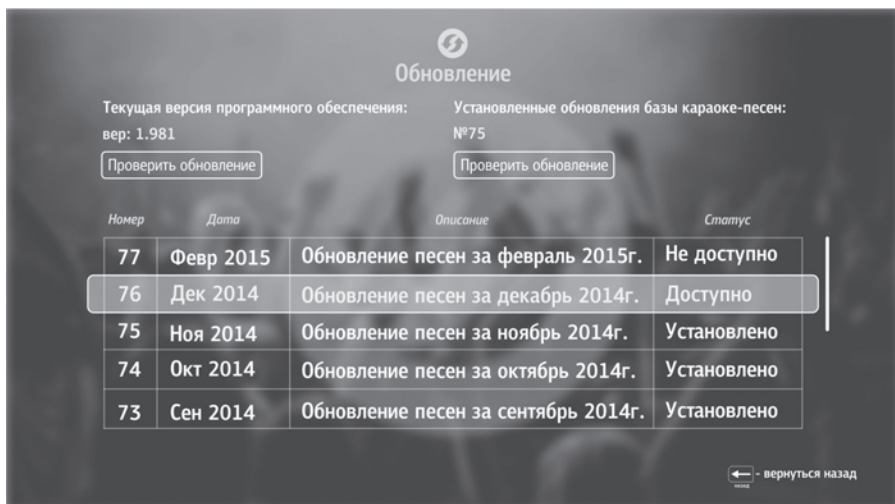 Обновление
Текущая версия программного обеспечения:
вер: 1.981
Проверить обновление
Установленные обновления базы караоке-песен:
№75
Проверить обновление
Номер Дата Описание Статус
77 Февр 2015 Обновление песен за февраль 2015г. Не доступно
76 Дек 2014 Обновление песен за декабрь 2014г. Доступно
75 Ноя 2014 Обновление песен за ноябрь 2014г. Установлено
74 Окт 2014 Обновление песен за октябрь 2014г. Установлено
73 Сен 2014 Обновление песен за сентябрь 2014г. Установлено
- вернуться назад